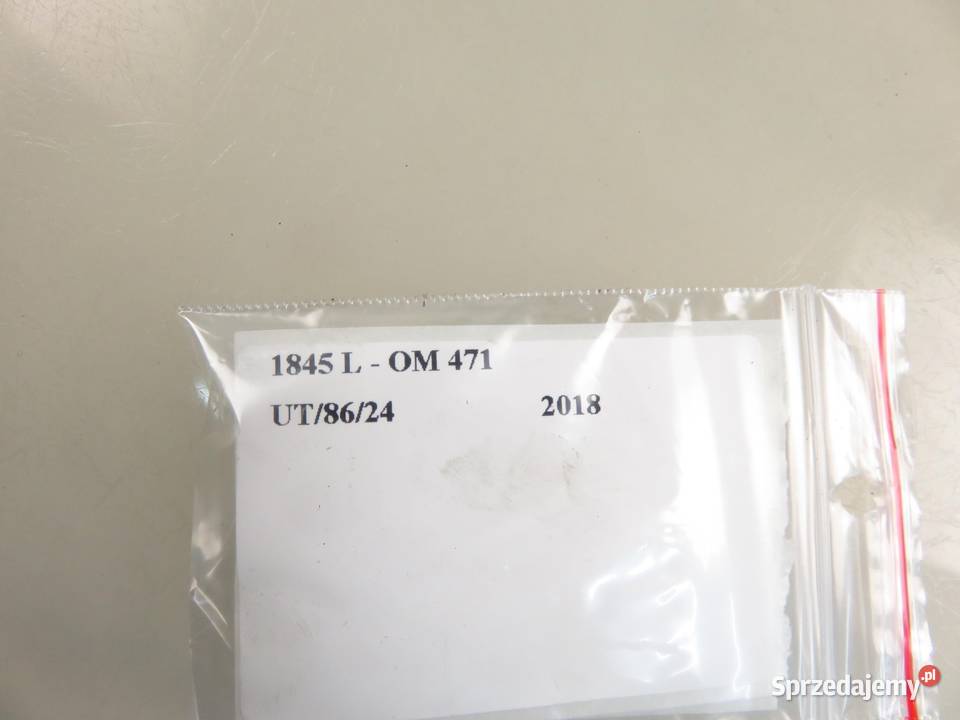 1845 L - OM 471
UT/86/24 2018
Sprzedajemy.pl